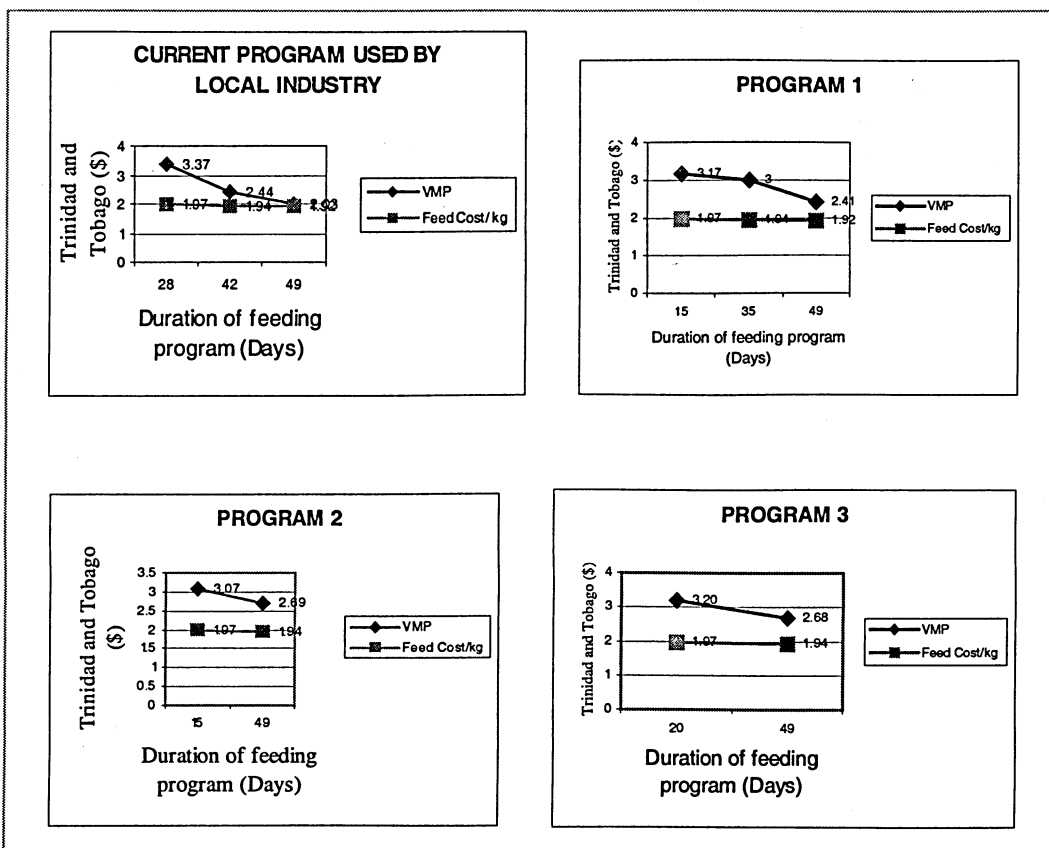 CURRENT PROGRAM USED BY
LOCAL INDUSTRY
Trinidad and
Tobago ($)
4
3
2
1
0
3.37
2.44
1.97
1.94
28
42
49
VMP
Feed Cost/kg
Duration of feeding
program (Days)
PROGRAM 1
Trinidad and Tobago ($)
4
3
2
1
0
3.17
3
2.41
1.97
1.94
1.92
15
35
49
VMP
Feed Cost/kg
Duration of feeding program
(Days)
PROGRAM 2
Trinidad and Tobago
($)
3.5
3
2.5
2
1.5
1
0.5
0
3.07
2.69
1.97
1.94
15
49
VMP
Feed Cost/kg
Duration of feeding
program (Days)
PROGRAM 3
Trinidad and Tobago ($)
4
3
2
1
0
3.20
2.68
1.97
1.94
20
49
VMP
Feed Cost/kg
Duration of feeding
program (Days)